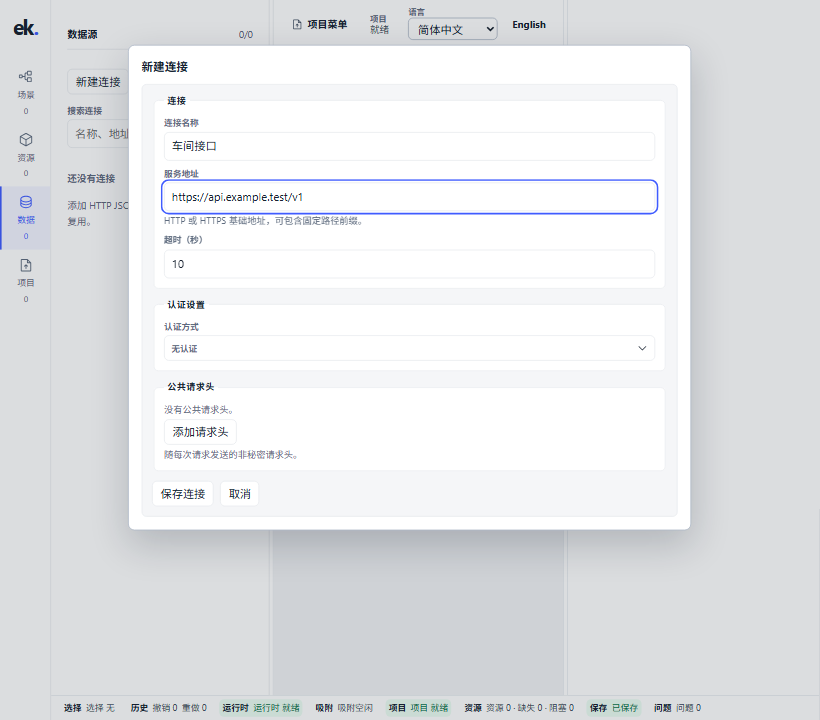 ek.
场景
0
资源
0
数据
0
项目
0
数据源
0/0
新建连接
搜索连接
名称、地址
还没有连接
添加 HTTP JSC
复用。
项目菜单
项目
就绪
语言
简体中文
English
新建连接
连接
连接名称
车间接口
服务地址
https://api.example.test/v1
HTTP 或 HTTPS 基础地址，可包含固定路径前缀。
超时（秒）
10
认证设置
认证方式
无认证
公共请求头
没有公共请求头。
添加请求头
随每次请求发送的非秘密请求头。
保存连接
取消
选择 选择 无
历史 撤销 0 重做 0
运行时 运行时 就绪
吸附 吸附空闲
项目 项目 就绪
资源 资源 0 · 缺失 0 · 阻塞 0
保存 已保存
问题 问题 0